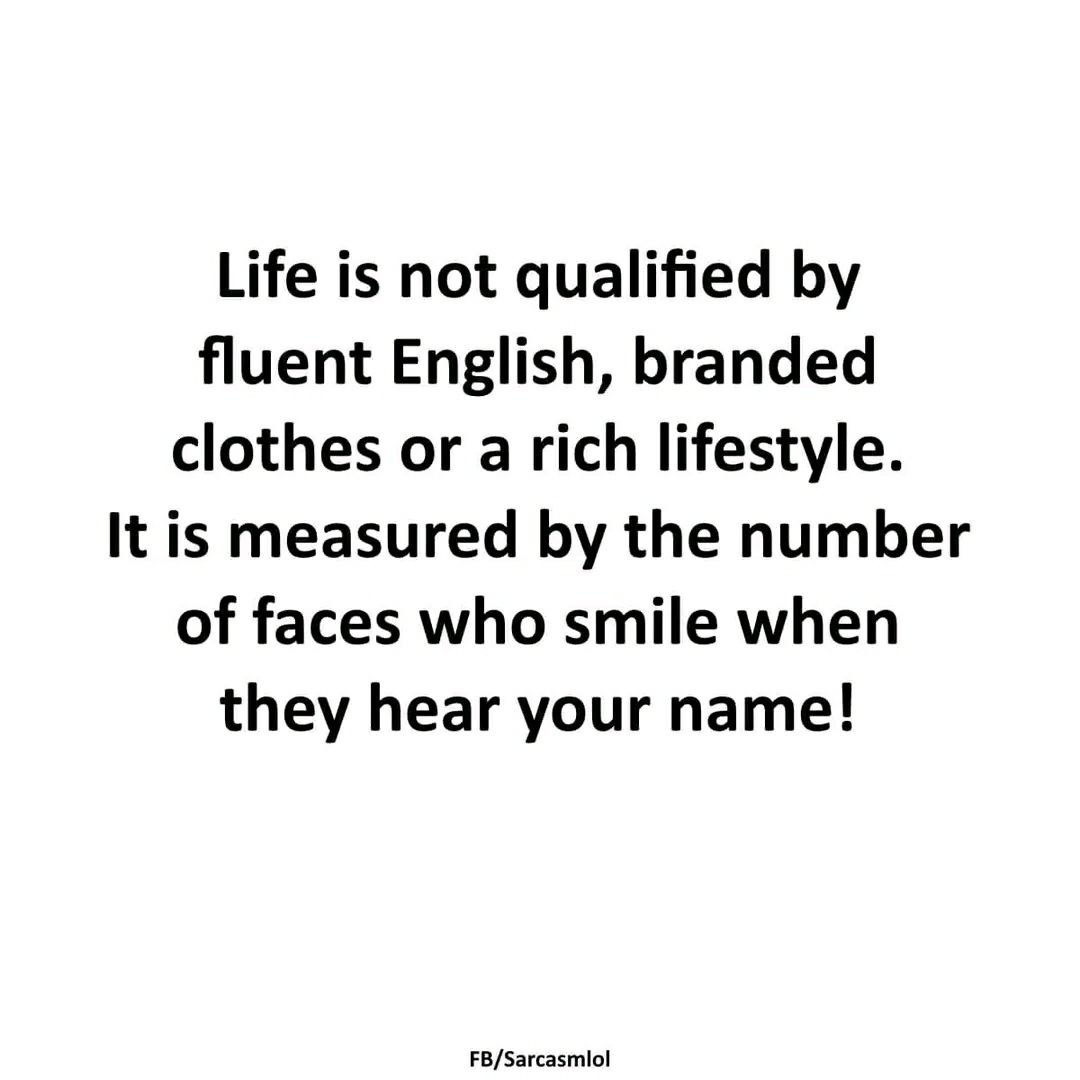 Life is not qualified by
fluent English, branded
clothes or a rich lifestyle.
It is measured by the number
of faces who smile when
they hear your name!
FB/Sarcasmlol